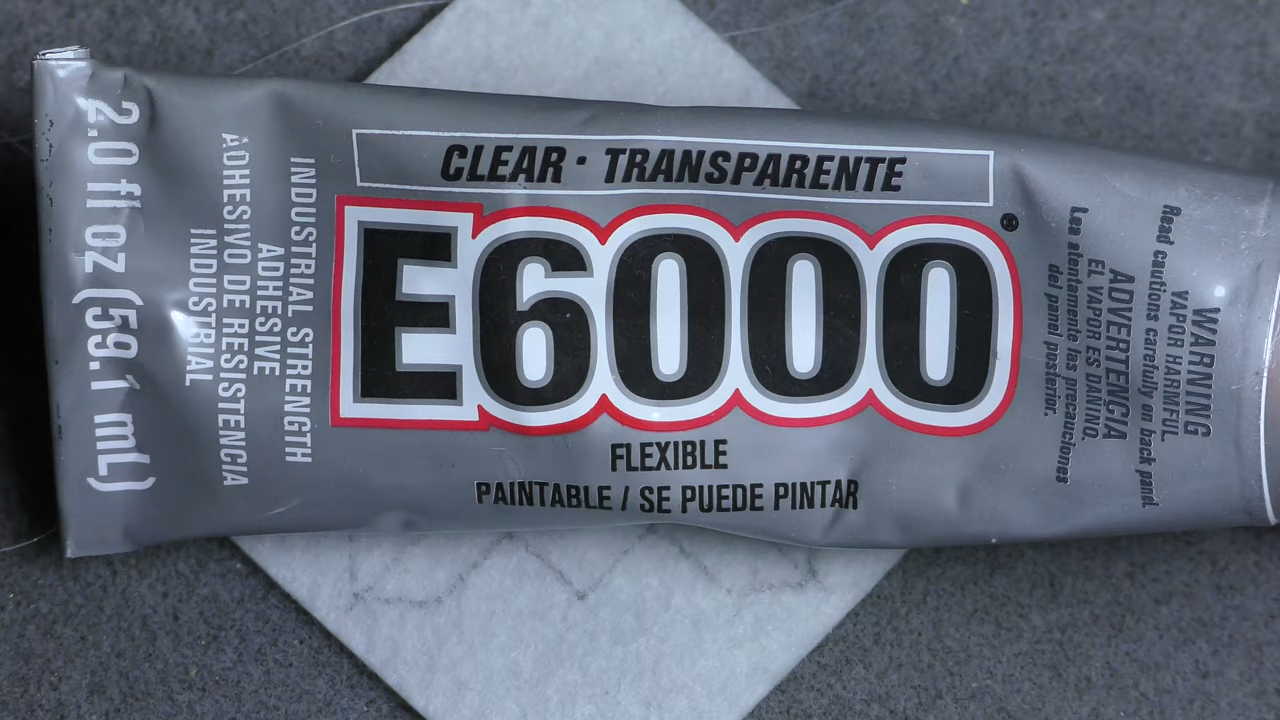 2.0 fl oz (59.1 mL)
INDUSTRIAL STRENGTH
ADHESIVE
ADHESIVO DE RESISTENCIA
INDUSTRIAL
CLEAR · TRANSPARENTE
E6000®
FLEXIBLE
PAINTABLE / SE PUEDE PINTAR
WARNING
VAPOR HARMFUL.
Read cautions carefully on back panel.
ADVERTENCIA
EL VAPOR ES DAÑINO.
Lea atentamente las precauciones
del panel posterior.